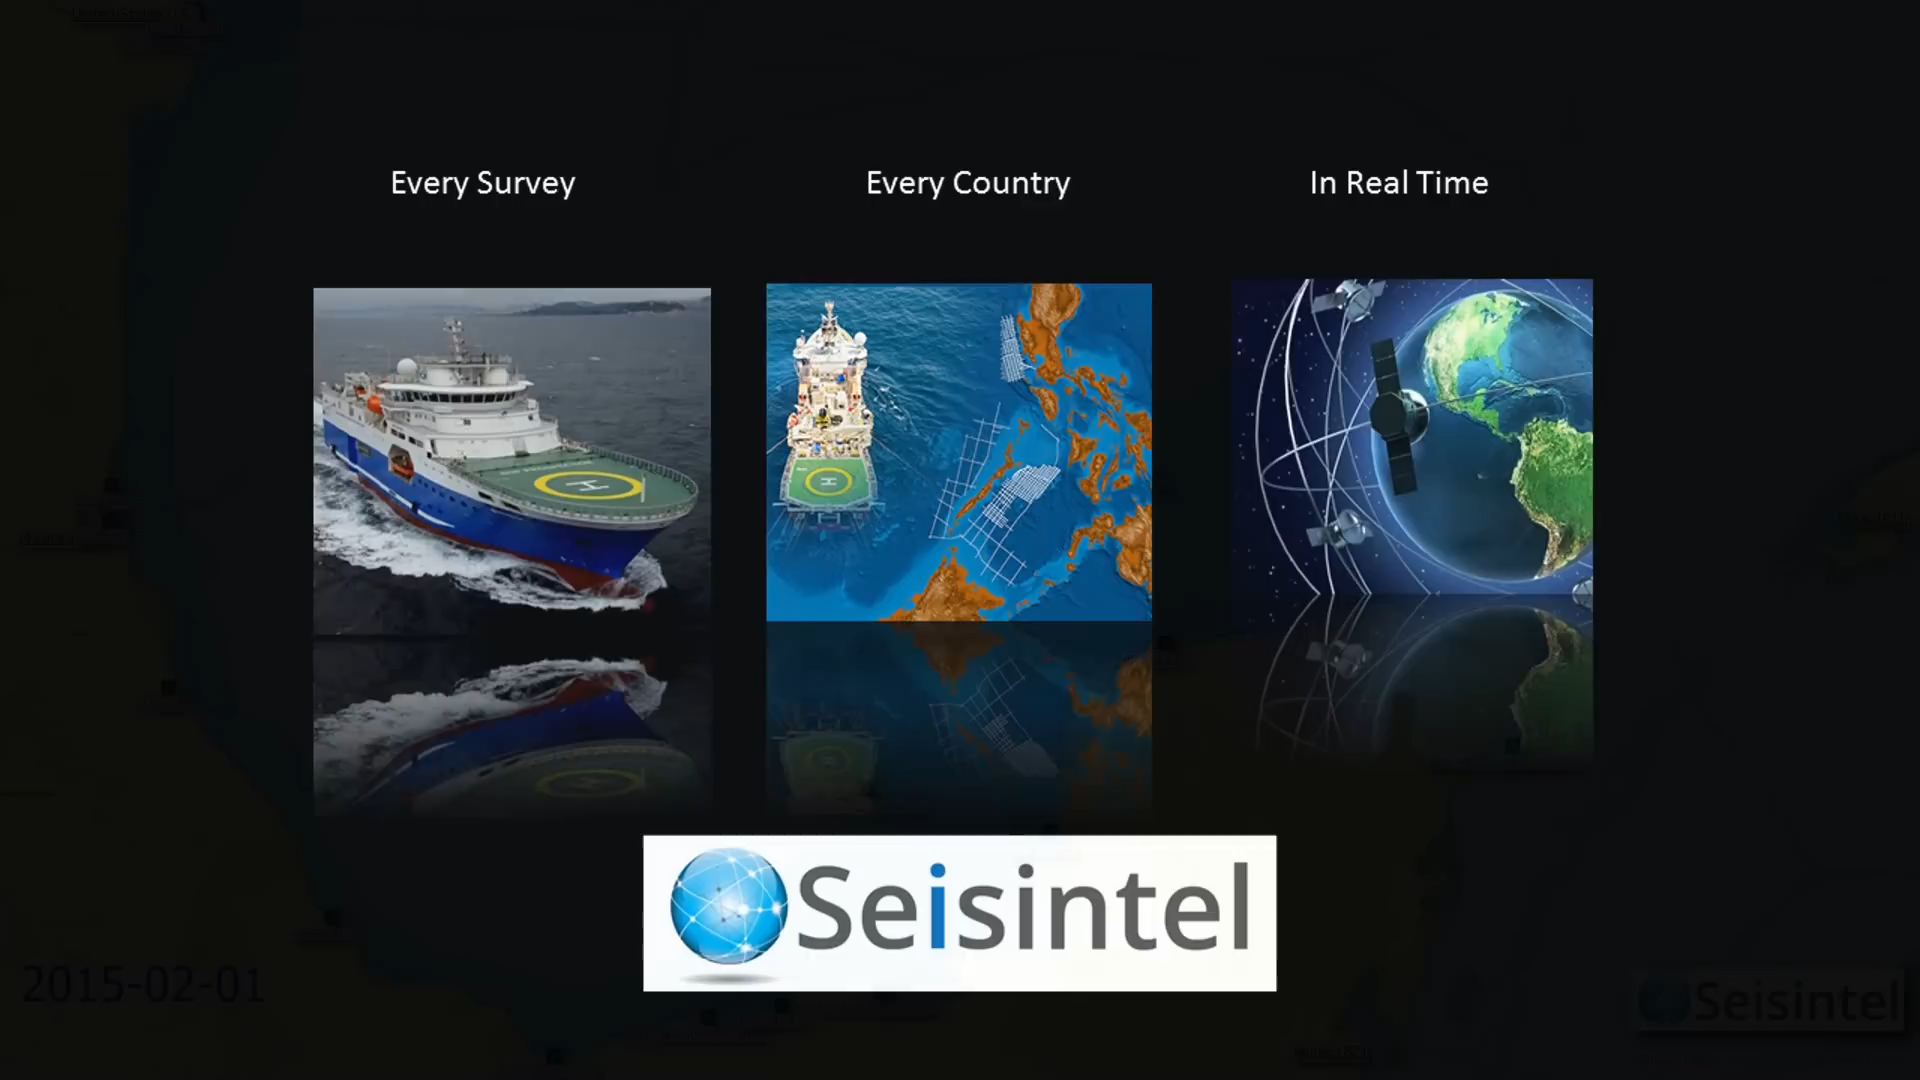 Every Survey
Every Country
In Real Time
H
H
Seisintel
2015-02-01
Seisintel